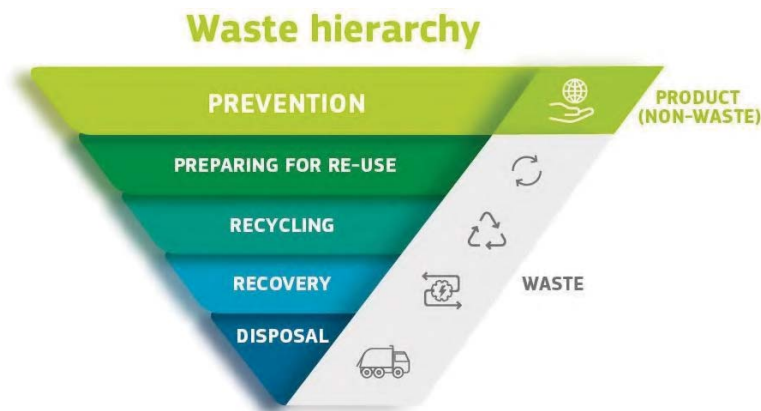 Waste hierarchy
PREVENTION
PRODUCT
(NON-WASTE)
PREPARING FOR RE-USE
RECYCLING
RECOVERY
WASTE
DISPOSAL